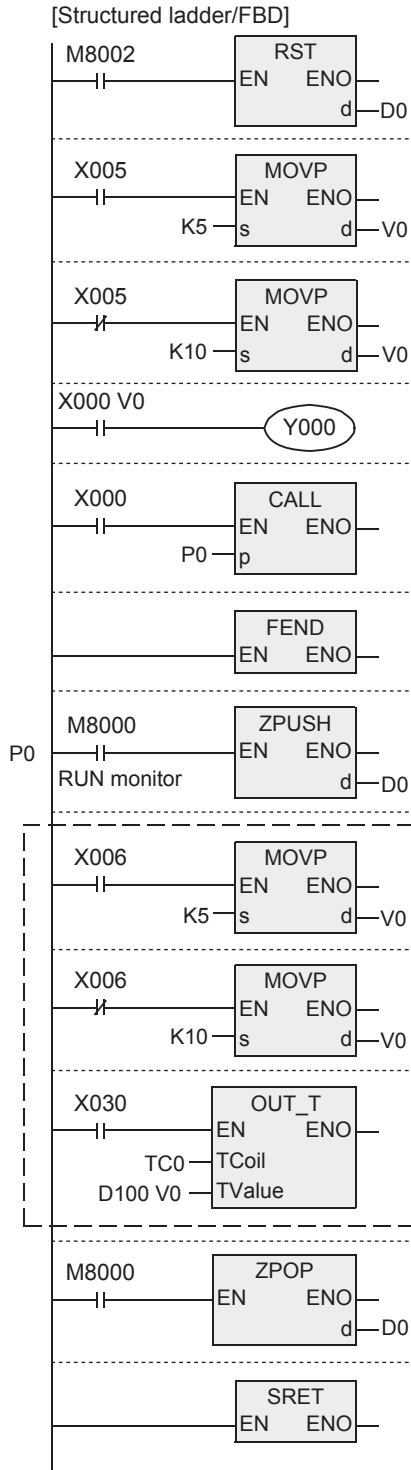 [Structured ladder/FBD]
M8002
RST
EN ENO
d D0
X005
MOVP
EN ENO
K5 s d V0
X005
MOVP
EN ENO
K10 s d V0
X000 V0
Y000
X000
CALL
EN ENO
P0 p
FEND
EN ENO
M8000
ZPUSH
P0 EN ENO
RUN monitor
d D0
X006
MOVP
EN ENO
K5 s d V0
X006
MOVP
EN ENO
K10 s d V0
X030
OUT_T
EN ENO
TC0 TCoil
D100 V0 TValue
M8000
ZPOP
EN ENO
d D0
SRET
EN ENO